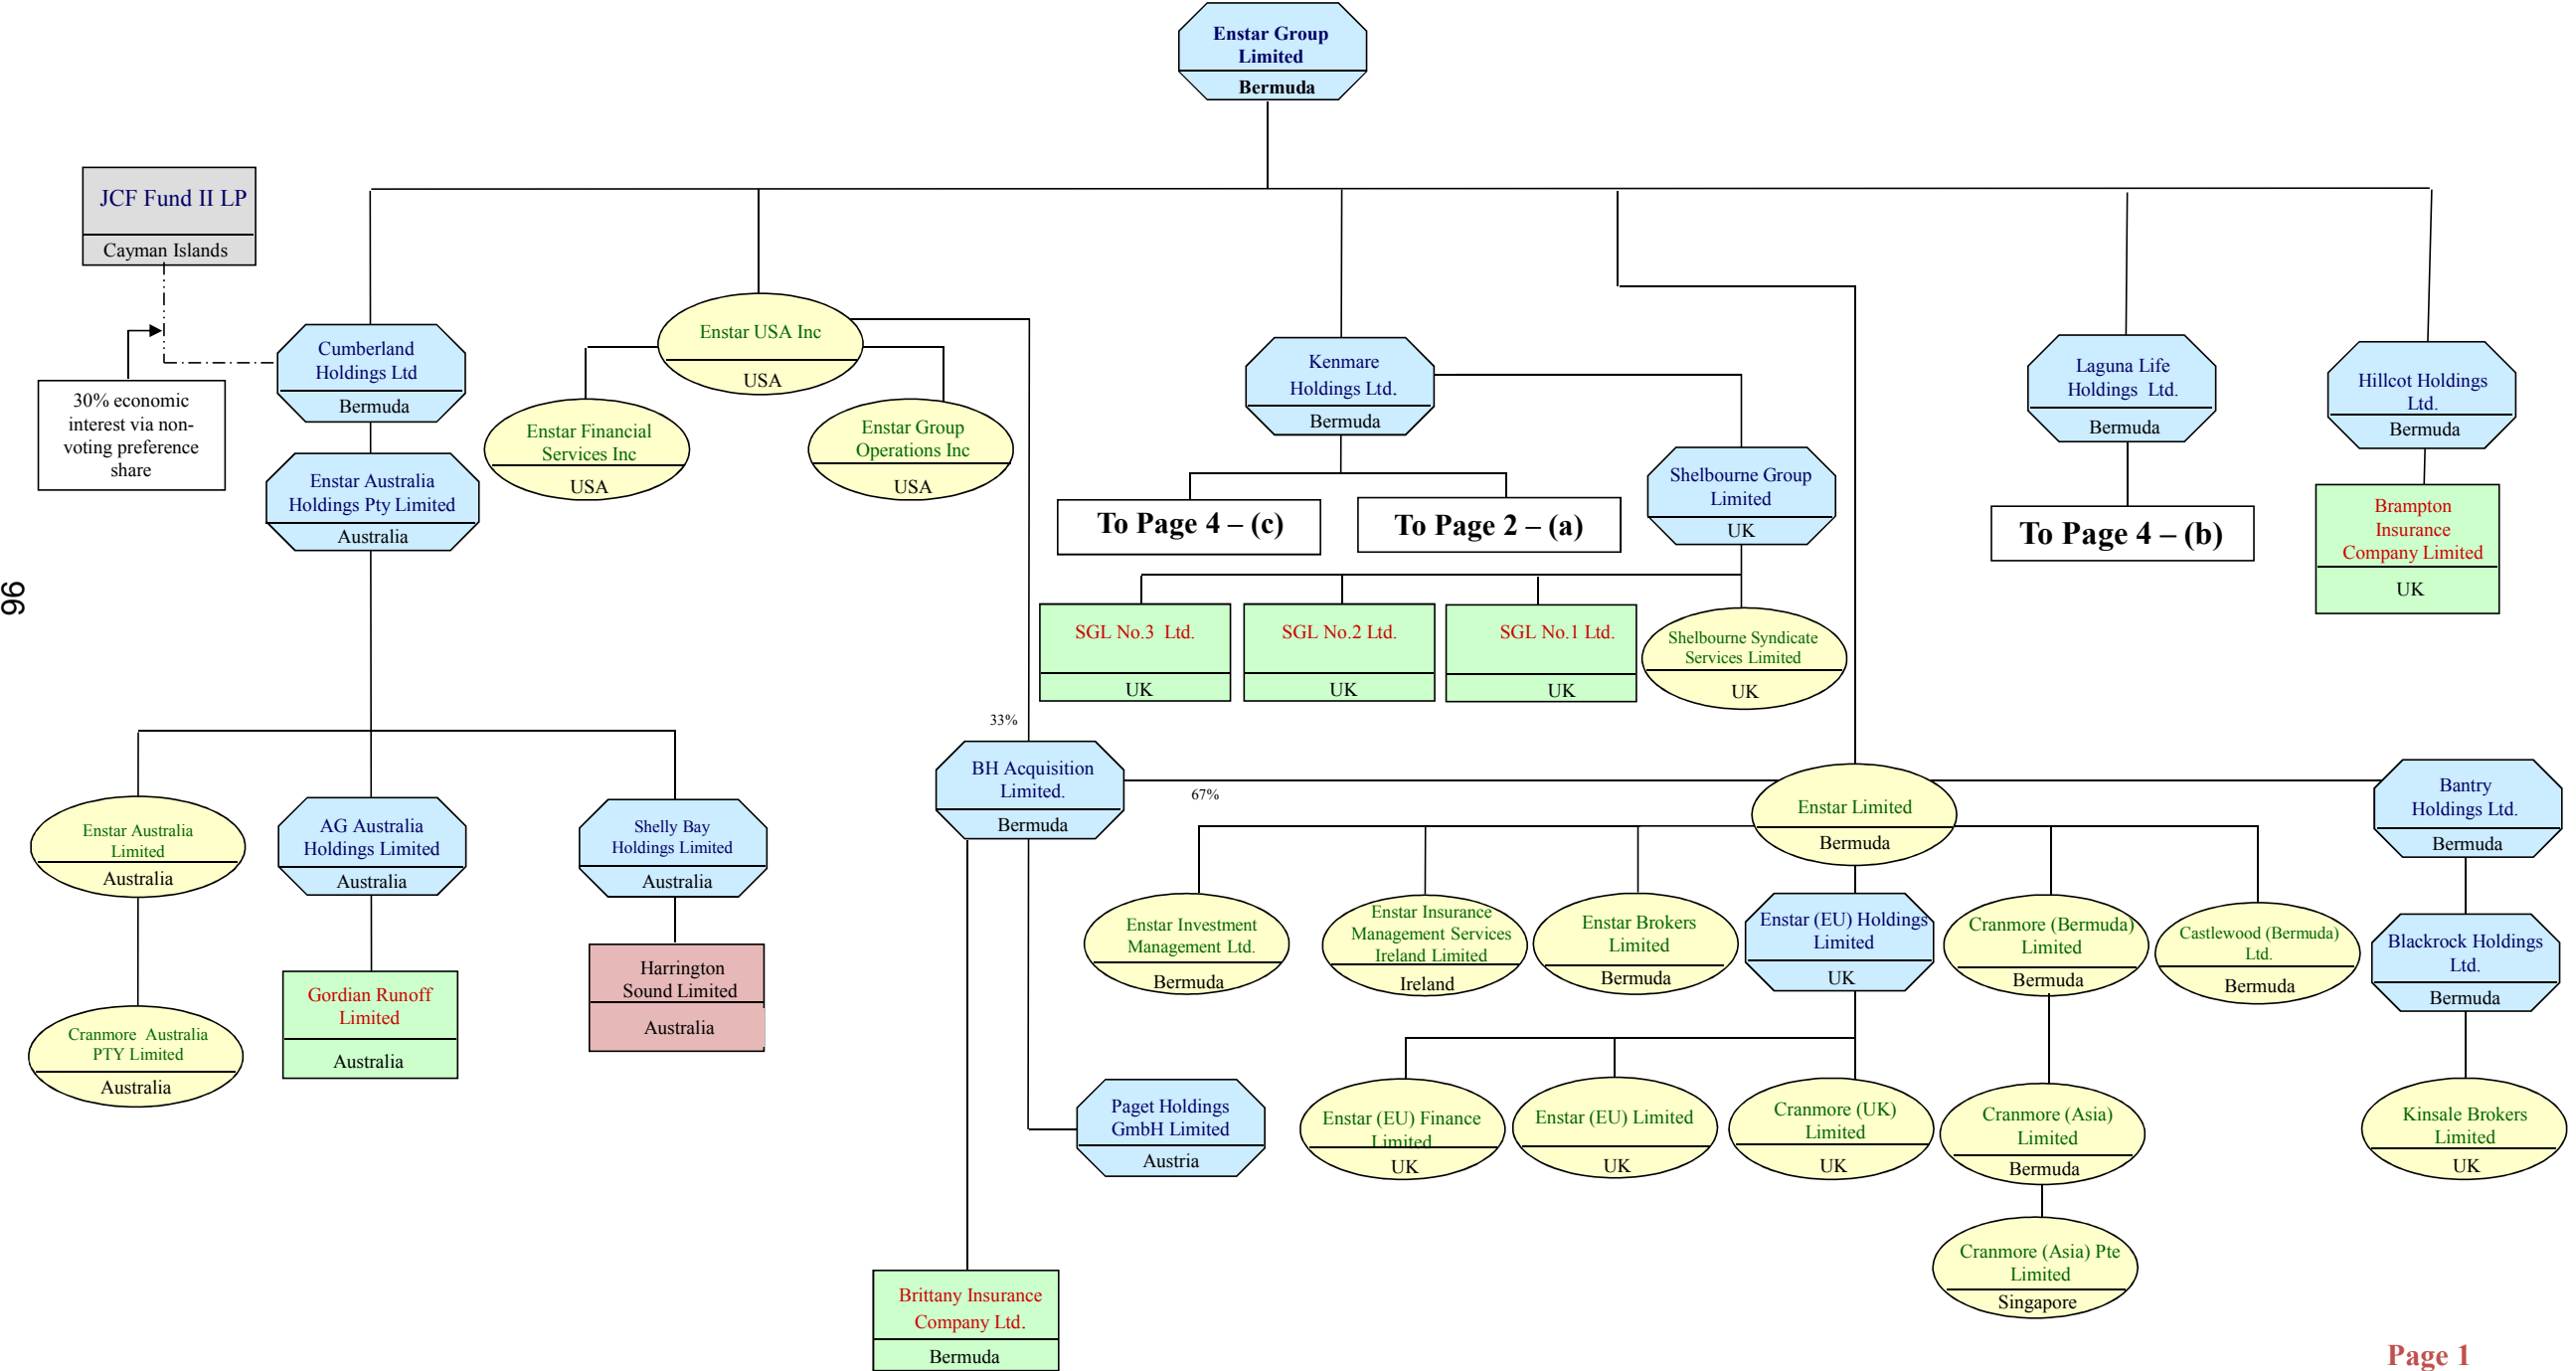 Enstar Group
Limited
Bermuda
JCF Fund II LP
Cayman Islands
30% economic
interest via non-
voting preference
share
Cumberland
Holdings Ltd
Bermuda
Enstar Australia
Holdings Pty Limited
Australia
Enstar USA Inc
USA
Enstar Financial
Services Inc
USA
Enstar Group
Operations Inc
USA
Kenmare
Holdings Ltd.
Bermuda
To Page 4 – (c)
To Page 2 – (a)
Shelbourne Group
Limited
UK
Laguna Life
Holdings Ltd.
Bermuda
To Page 4 – (b)
Hillcot Holdings
Ltd.
Bermuda
Brampton
Insurance
Company Limited
UK
96
SGL No.3 Ltd.
UK
SGL No.2 Ltd.
UK
SGL No.1 Ltd.
UK
Shelbourne Syndicate
Services Limited
UK
33%
BH Acquisition
Limited.
Bermuda
67%
Enstar Limited
Bermuda
Bantry
Holdings Ltd.
Bermuda
Enstar Australia
Limited
Australia
AG Australia
Holdings Limited
Australia
Shelly Bay
Holdings Limited
Australia
Enstar Investment
Management Ltd.
Bermuda
Enstar Insurance
Management Services
Ireland Limited
Ireland
Enstar Brokers
Limited
Bermuda
Enstar (EU) Holdings
Limited
UK
Cranmore (Bermuda)
Limited
Bermuda
Castlewood (Bermuda)
Ltd.
Bermuda
Blackrock Holdings
Ltd.
Bermuda
Cranmore Australia
PTY Limited
Australia
Gordian Runoff
Limited
Australia
Harrington
Sound Limited
Australia
Paget Holdings
GmbH Limited
Austria
Enstar (EU) Finance
Limited
UK
Enstar (EU) Limited
UK
Cranmore (UK)
Limited
UK
Cranmore (Asia)
Limited
Bermuda
Kinsale Brokers
Limited
UK
Cranmore (Asia) Pte
Limited
Singapore
Brittany Insurance
Company Ltd.
Bermuda
Page 1